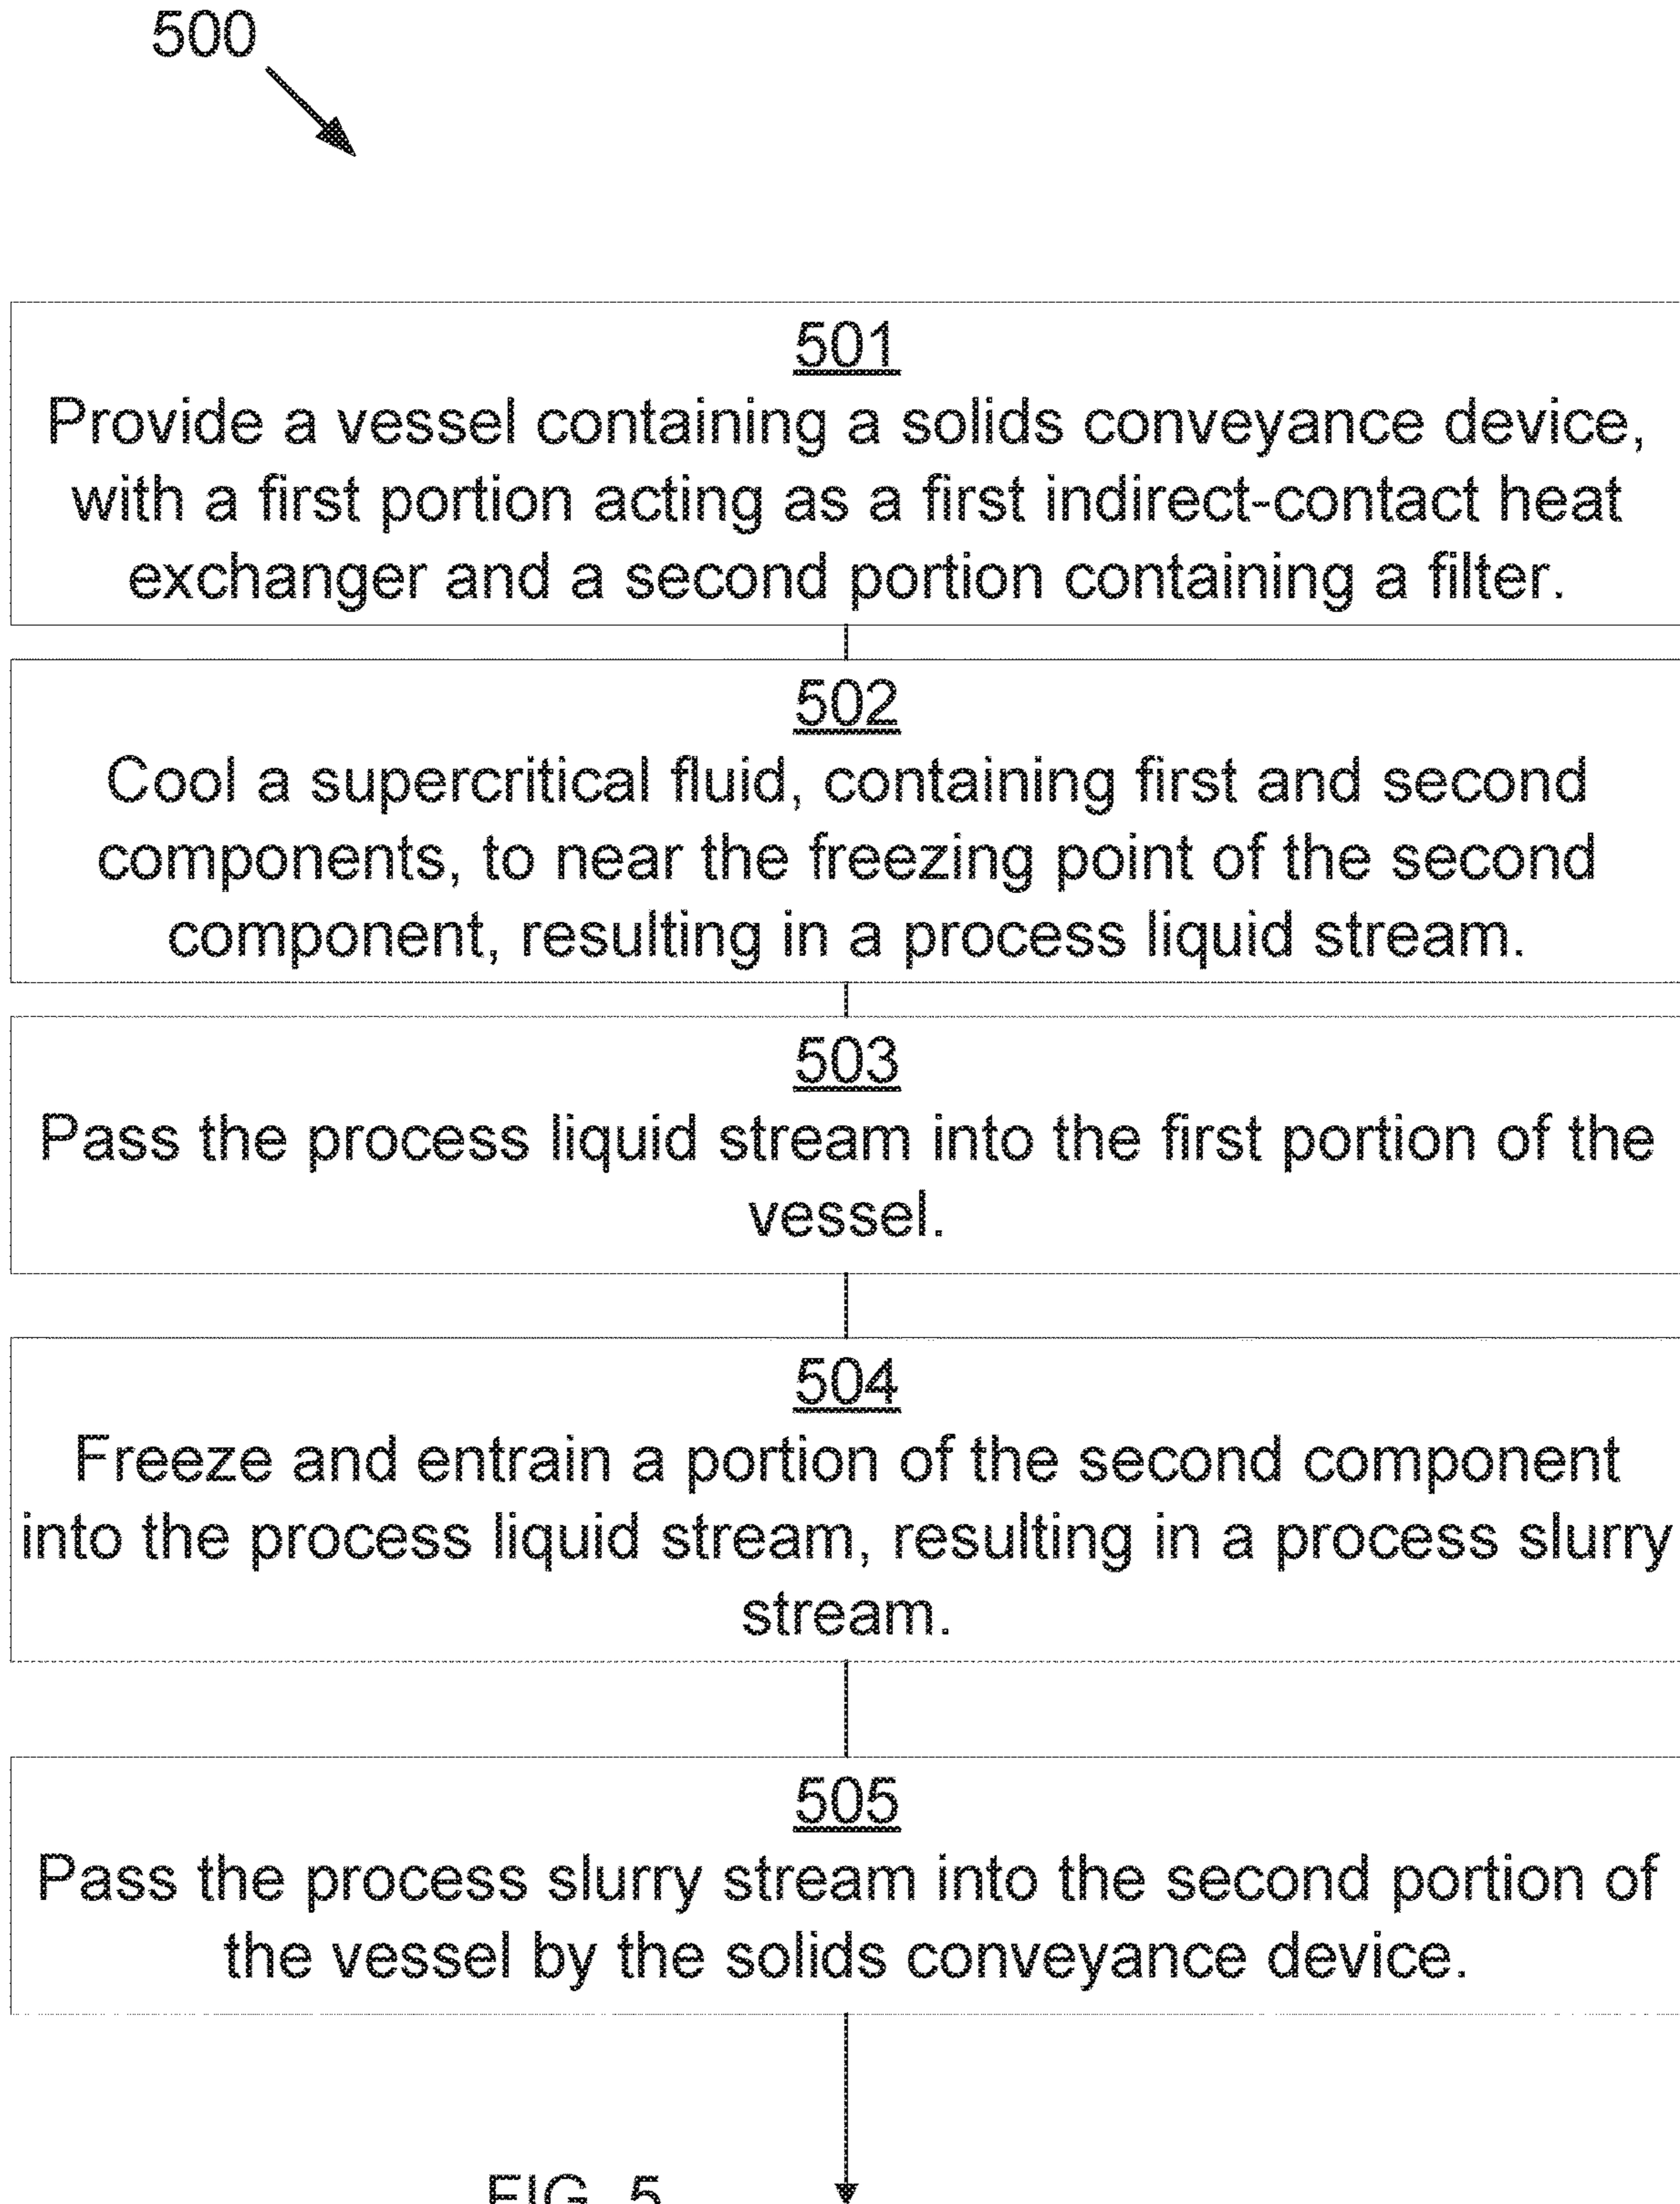 500
501
Provide a vessel containing a solids conveyance device,
with a first portion acting as a first indirect-contact heat
exchanger and a second portion containing a filter.
502
Cool a supercritical fluid, containing first and second
components, to near the freezing point of the second
component, resulting in a process liquid stream.
503
Pass the process liquid stream into the first portion of the
vessel.
504
Freeze and entrain a portion of the second component
into the process liquid stream, resulting in a process slurry
stream.
505
Pass the process slurry stream into the second portion of
the vessel by the solids conveyance device.
FIG. 5